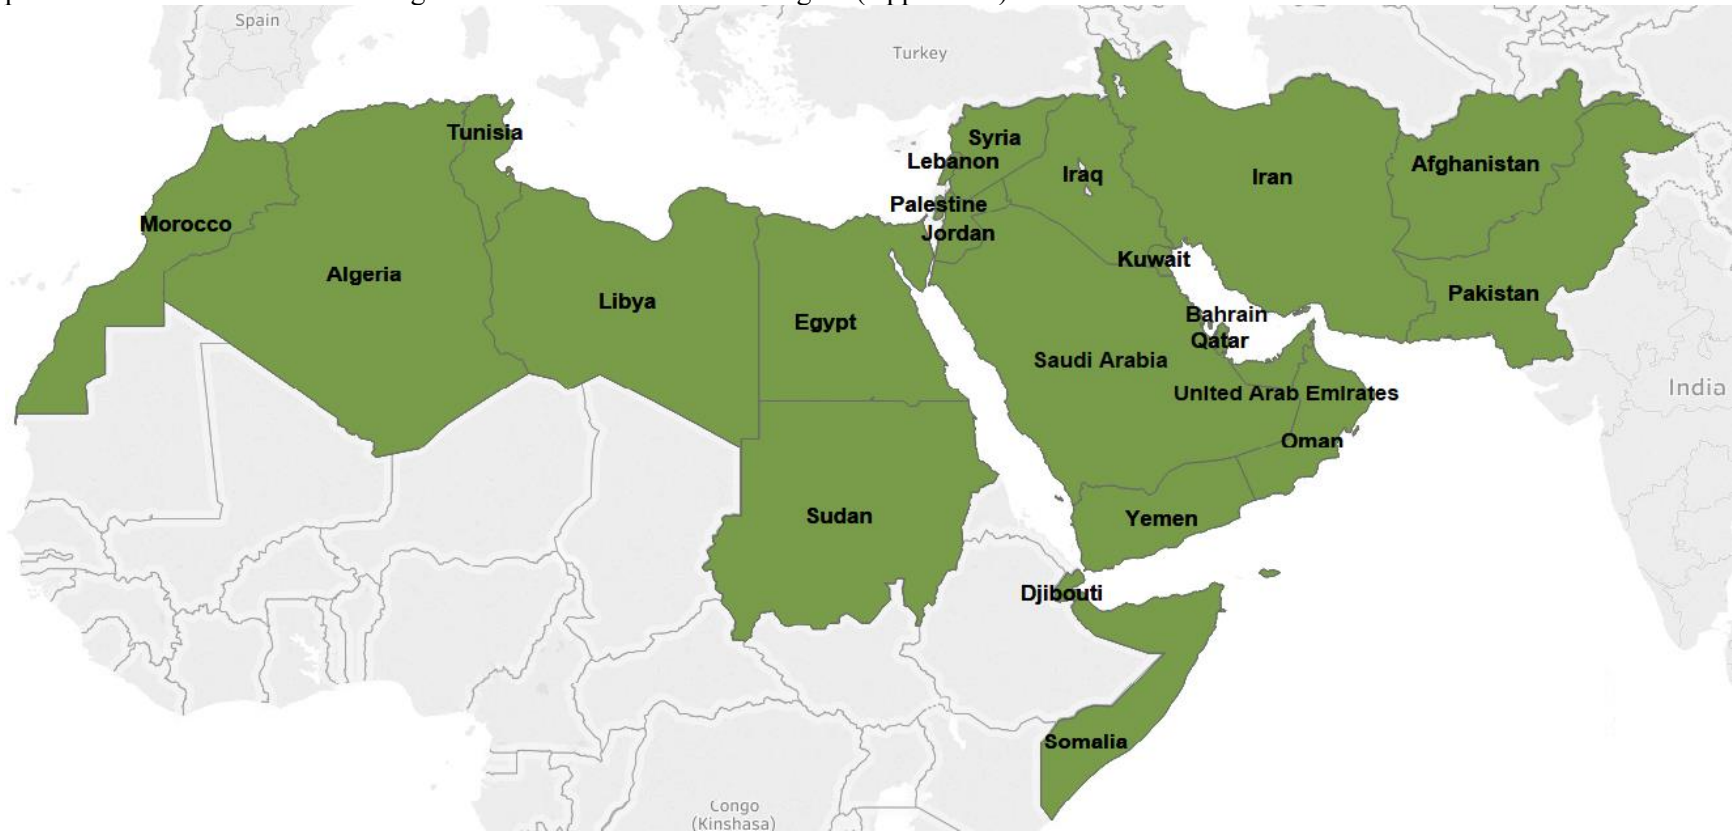 Spain
Turkey
Tunisia
Syria
Lebanon
Iraq
Iran
Afghanistan
Morocco
Palestine
Jordan
Kuwait
Algeria
Libya
Egypt
Pakistan
Bahrain
Qatar
Saudi Arabia
United Arab Emirates
India
Oman
Sudan
Yemen
Djibouti
Somalia
Congo
(Kinshasa)